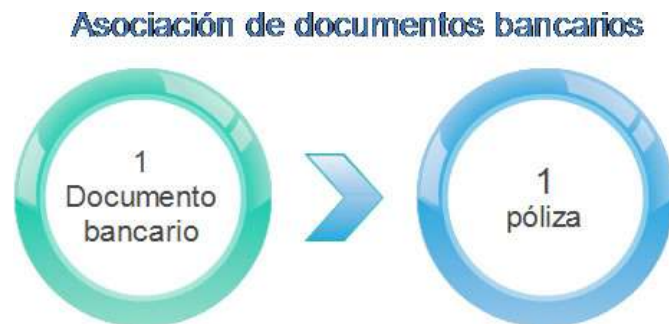 Asociación de documentos bancarios
1
Documento
bancario
1
póliza